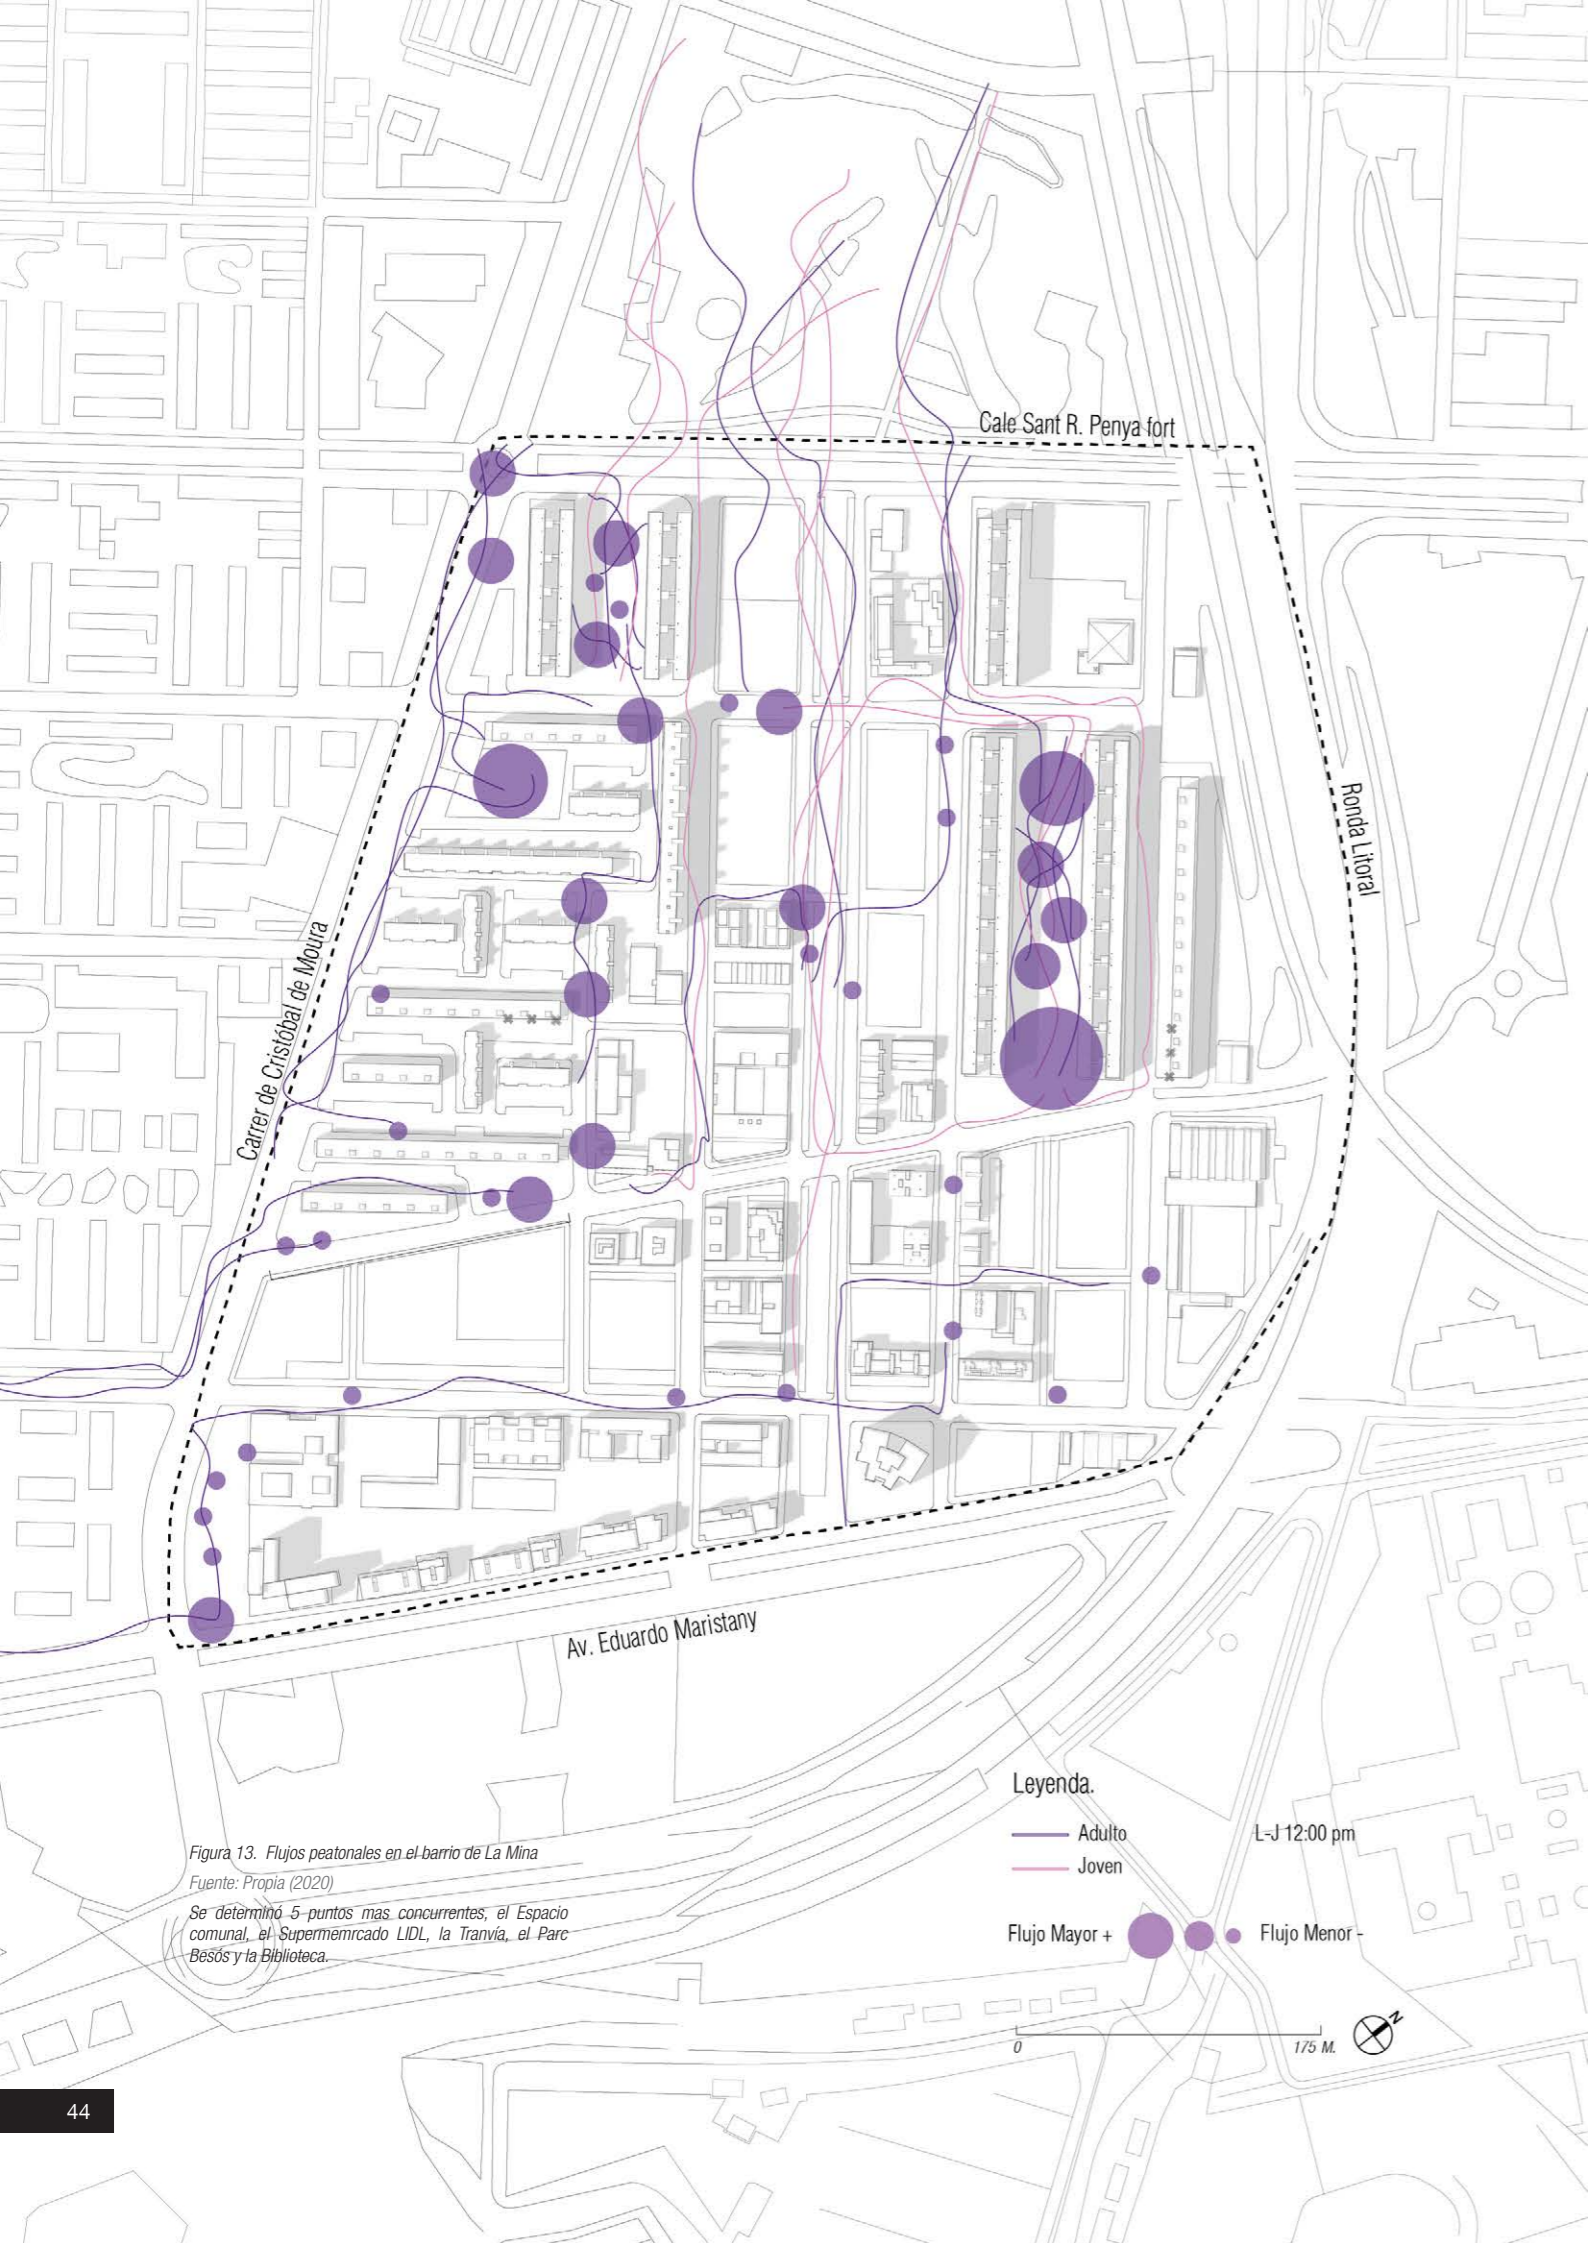 Cale Sant R. Penya fort
Ronda Litoral
Carrer de Cristóbal de Moura
Av. Eduardo Maristany
Leyenda.
Adulto
L-J 12:00 pm
Joven
Flujo Mayor +
Flujo Menor -
0
175 M.
N
Figura 13. Flujos peatonales en el barrio de La Mina
Fuente: Propia (2020)
Se determinó 5 puntos mas concurrentes, el Espacio
comunal, el Supermemrcado LIDL, la Tranvía, el Parc
Besós y la Biblioteca.
44